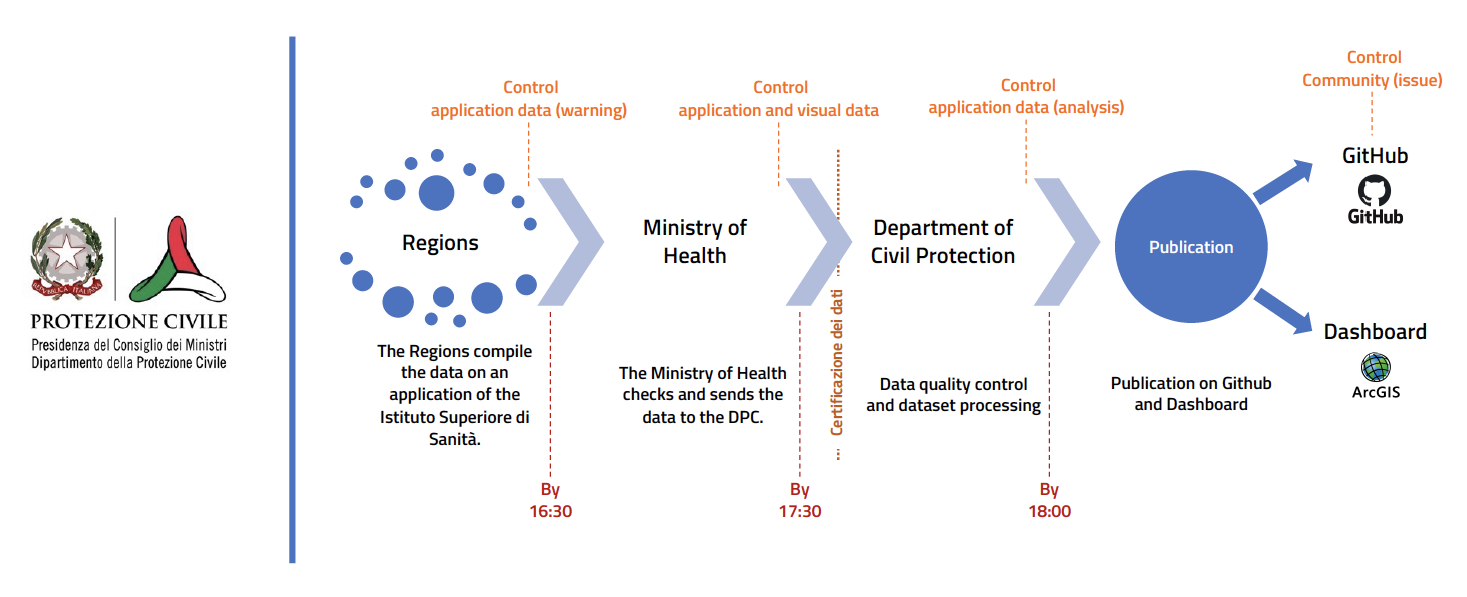 REPVBBLICA ITALIANA
PROTEZIONE CIVILE
Presidenza del Consiglio dei Ministri
Dipartimento della Protezione Civile
Control
application data (warning)
Regions
The Regions compile
the data on an
application of the
Istituto Superiore di
Sanità.
By
16:30
Control
application and visual data
Ministry of
Health
The Ministry of Health
checks and sends the
data to the DPC.
By
17:30
Certificazione dei dati
Control
application data (analysis)
Department of
Civil Protection
Data quality control
and dataset processing
By
18:00
Publication
Publication on Github
and Dashboard
Control
Community (issue)
GitHub
GitHub
Dashboard
ArcGIS